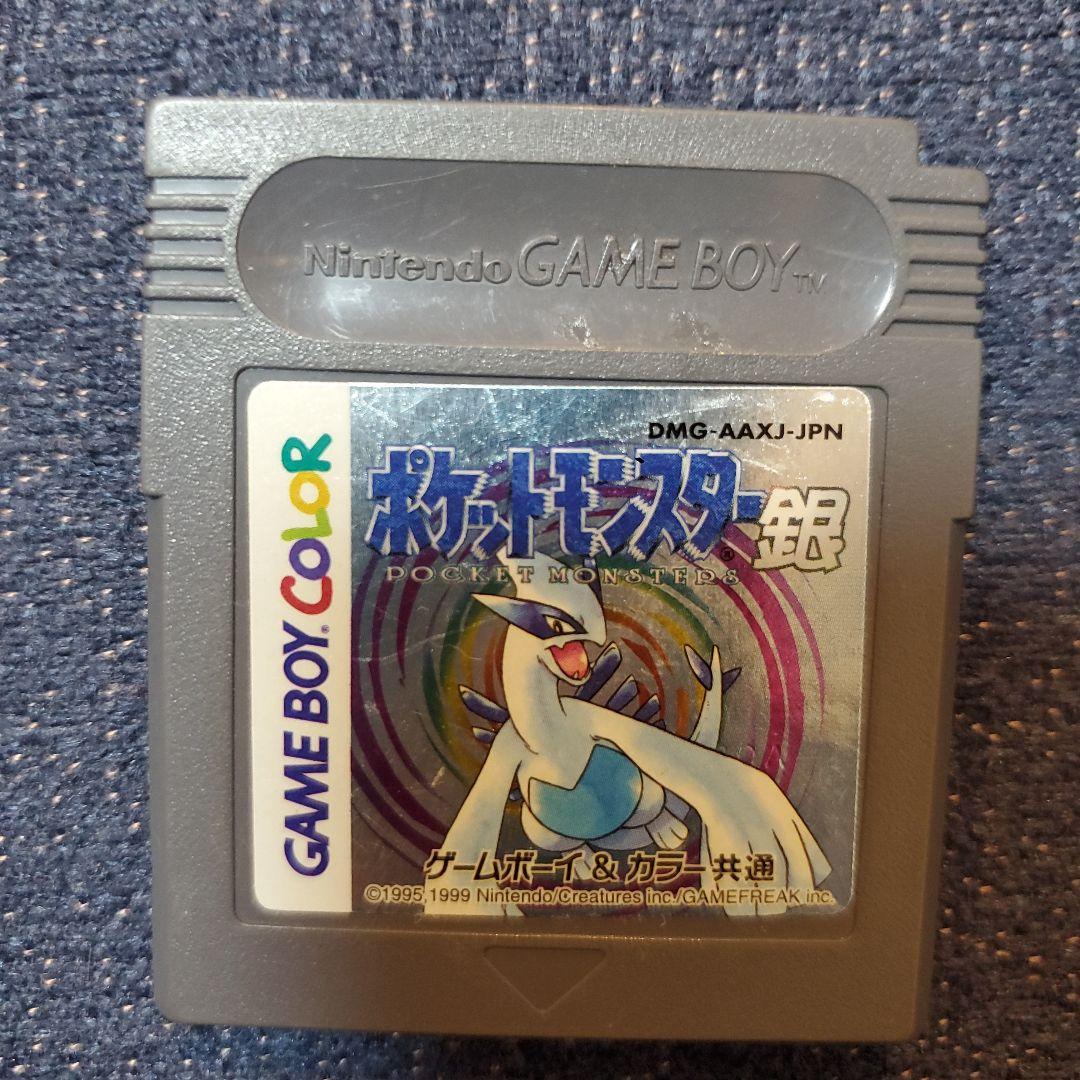 Nintendo GAME BOY TM
GAME BOY COLOR
DMG-AAXJ-JPN
ポケットモンスター銀
POCKET MONSTERS
ゲームボーイ & カラー共通
©1995,1999 Nintendo/Creatures inc./GAMEFREAK inc.